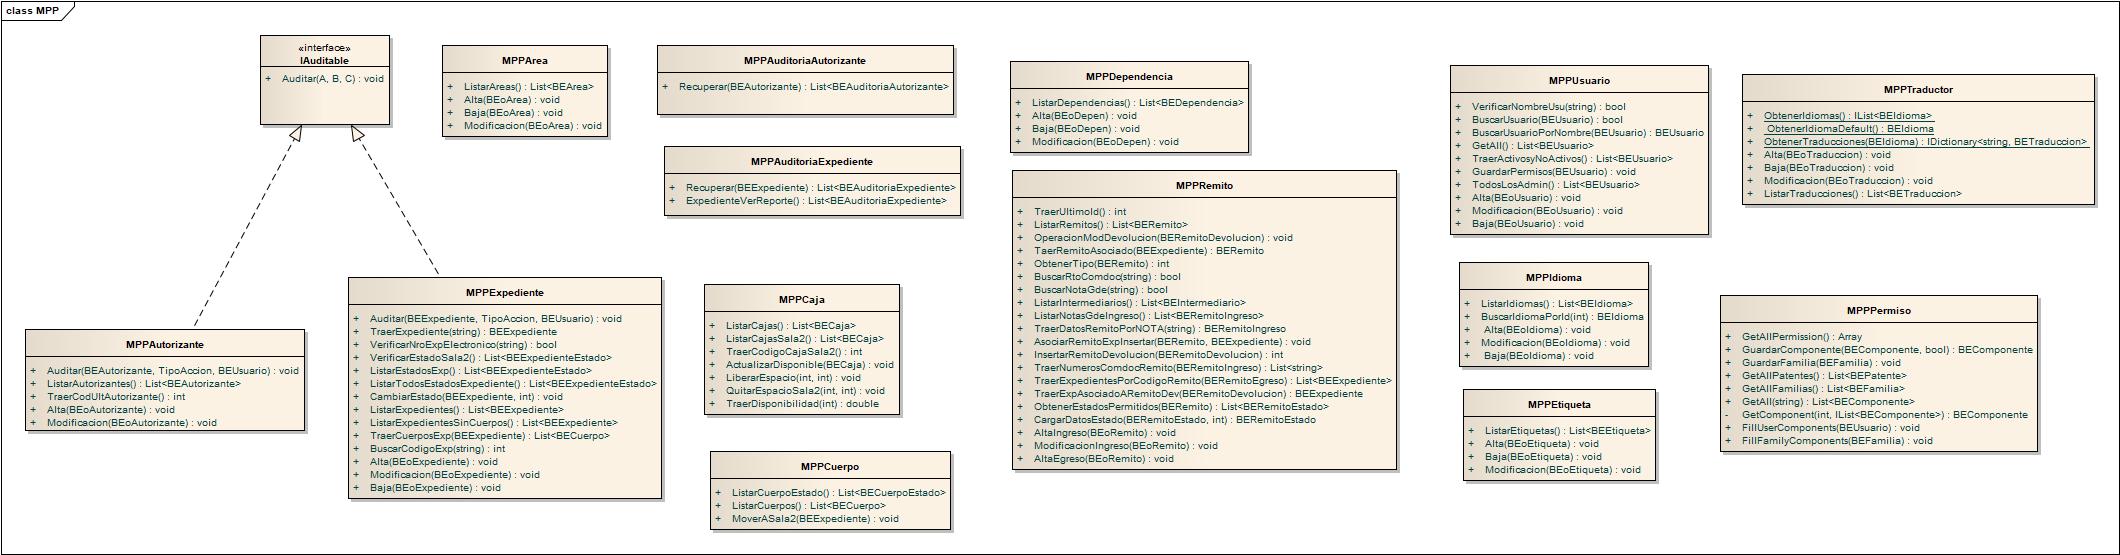 class MPP
«interface»
IAuditable
+ Auditar(A, B, C) : void
MPPArea
+ ListarAreas() : List<BEArea>
+ Alta(BEoArea) : void
+ Baja(BEoArea) : void
+ Modificacion(BEoArea) : void
MPPAuditoriaAutorizante
+ Recuperar(BEAutorizante) : List<BEAuditoriaAutorizante>
MPPAuditoriaExpediente
+ Recuperar(BEExpediente) : List<BEAuditoriaExpediente>
+ ExpedienteVerReporte() : List<BEAuditoriaExpediente>
MPPDependencia
+ ListarDependencias() : List<BEDependencia>
+ Alta(BEoDepen) : void
+ Baja(BEoDepen) : void
+ Modificacion(BEoDepen) : void
MPPUsuario
+ VerificarNombreUsu(string) : bool
+ BuscarUsuario(BEUsuario) : bool
+ BuscarUsuarioPorNombre(BEUsuario) : BEUsuario
+ GetAll() : List<BEUsuario>
+ TraerActivosyNoActivos() : List<BEUsuario>
+ GuardarPermisos(BEUsuario) : void
+ TodosLosAdmin() : List<BEUsuario>
+ Alta(BEoUsuario) : void
+ Modificacion(BEoUsuario) : void
+ Baja(BEoUsuario) : void
MPPTraductor
+ ObtenerIdiomas() : IList<BEIdioma>
+ ObtenerIdiomaDefault() : BEIdioma
+ ObtenerTraducciones(BEIdioma) : IDictionary<string, BETraduccion>
+ Alta(BEoTraduccion) : void
+ Baja(BEoTraduccion) : void
+ Modificacion(BEoTraduccion) : void
+ ListarTraducciones() : List<BETraduccion>
MPPRemito
+ TraerUltimoId() : int
+ ListarRemitos() : List<BERemito>
+ OperacionModDevolucion(BERemitoDevolucion) : void
+ TaerRemitoAsociado(BEExpediente) : BERemito
+ ObtenerTipo(BERemito) : int
+ BuscarRtoComdoc(string) : bool
+ BuscarNotaGde(string) : bool
+ ListarIntermediarios() : List<BEIntermediario>
+ ListarNotasGdeIngreso() : List<BERemitoIngreso>
+ TraerDatosRemitoPorNOTA(string) : BERemitoIngreso
+ AsociarRemitoExpInsertar(BERemito, BEExpediente) : void
+ InsertarRemitoDevolucion(BERemitoDevolucion) : int
+ TraerNumerosComdocRemito(BERemitoIngreso) : List<string>
+ TraerExpedientesPorCodigoRemito(BERemitoEgreso) : List<BEExpediente>
+ TraerExpAsociadoARemitoDev(BERemitoDevolucion) : BEExpediente
+ ObtenerEstadosPermitidos(BERemito) : List<BERemitoEstado>
+ CargarDatosEstado(BERemitoEstado, int) : BERemitoEstado
+ AltaIngreso(BEoRemito) : void
+ ModificacionIngreso(BEoRemito) : void
+ AltaEgreso(BEoRemito) : void
MPPAutorizante
+ Auditar(BEAutorizante, TipoAccion, BEUsuario) : void
+ ListarAutorizantes() : List<BEAutorizante>
+ TraerCodUltAutorizante() : int
+ Alta(BEoAutorizante) : void
+ Modificacion(BEoAutorizante) : void
MPPExpediente
+ Auditar(BEExpediente, TipoAccion, BEUsuario) : void
+ TraerExpediente(string) : BEExpediente
+ VerificarNroExpElectronico(string) : bool
+ VerificarEstadoSala2() : List<BEExpedienteEstado>
+ ListarEstadosExp() : List<BEExpedienteEstado>
+ ListarTodosEstadosExpediente() : List<BEExpedienteEstado>
+ CambiarEstado(BEExpediente, int) : void
+ ListarExpedientes() : List<BEExpediente>
+ ListarExpedientesSinCuerpos() : List<BEExpediente>
+ TraerCuerposExp(BEExpediente) : List<BECuerpo>
+ BuscarCodigoExp(string) : int
+ Alta(BEoExpediente) : void
+ Modificacion(BEoExpediente) : void
+ Baja(BEoExpediente) : void
MPPCaja
+ ListarCajas() : List<BECaja>
+ ListarCajasSala2() : List<BECaja>
+ TraerCodigoCajaSala2() : int
+ ActualizarDisponible(BECaja) : void
+ LiberarEspacio(int, int) : void
+ QuitarEspacioSala2(int, int) : void
+ TraerDisponibilidad(int) : double
MPPCuerpo
+ ListarCuerpoEstado() : List<BECuerpoEstado>
+ ListarCuerpos() : List<BECuerpo>
+ MoverASala2(BEExpediente) : void
MPPIdioma
+ ListarIdiomas() : List<BEIdioma>
+ BuscarIdiomaPorId(int) : BEIdioma
+ Alta(BEoIdioma) : void
+ Modificacion(BEoIdioma) : void
+ Baja(BEoIdioma) : void
MPPEtiqueta
+ ListarEtiquetas() : List<BEEtiqueta>
+ Alta(BEoEtiqueta) : void
+ Baja(BEoEtiqueta) : void
+ Modificacion(BEoEtiqueta) : void
MPPPermiso
+ GetAllPermission() : Array
+ GuardarComponente(BEComponente, bool) : BEComponente
+ GuardarFamilia(BEFamilia) : void
+ GetAllPatentes() : List<BEPatente>
+ GetAllFamilias() : List<BEFamilia>
+ GetAll(string) : List<BEComponente>
- GetComponent(int, IList<BEComponente>) : BEComponente
+ FillUserComponents(BEUsuario) : void
+ FillFamilyComponents(BEFamilia) : void